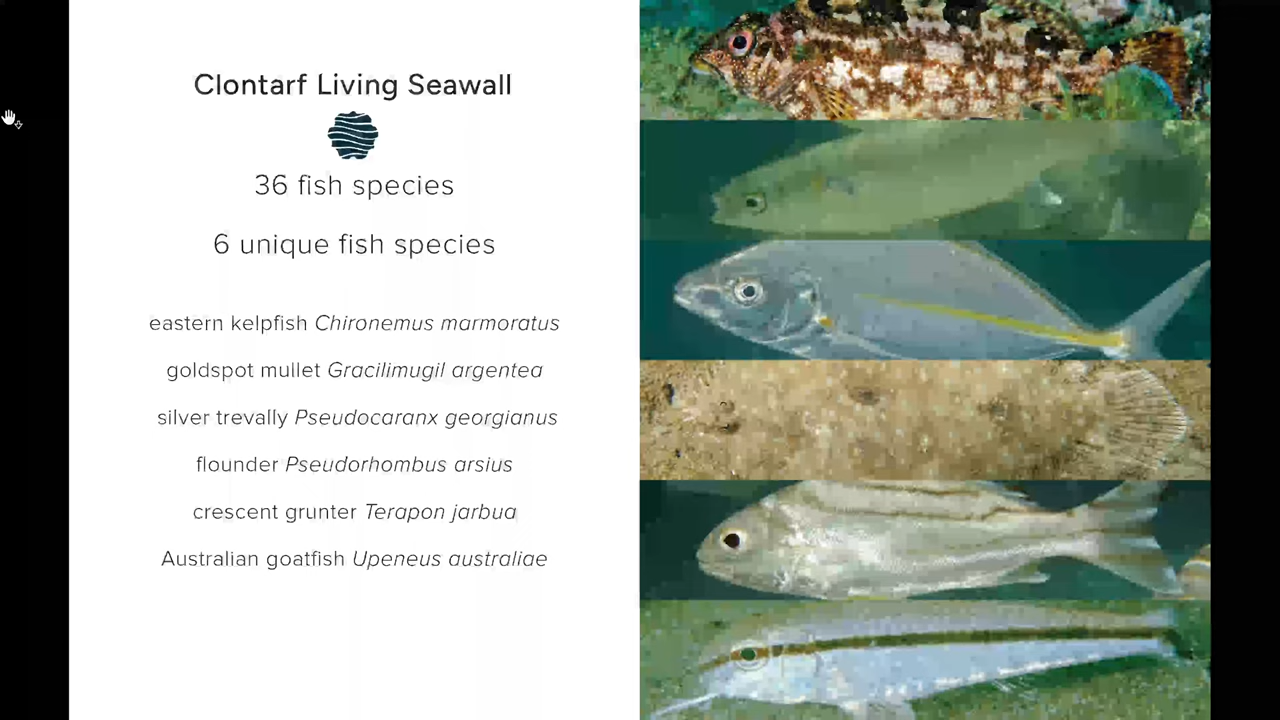 Clontarf Living Seawall
36 fish species
6 unique fish species
eastern kelpfish Chironemus marmoratus
goldspot mullet Gracilimugil argentea
silver trevally Pseudocaranx georgianus
flounder Pseudorhombus arsius
crescent grunter Terapon jarbua
Australian goatfish Upeneus australiae